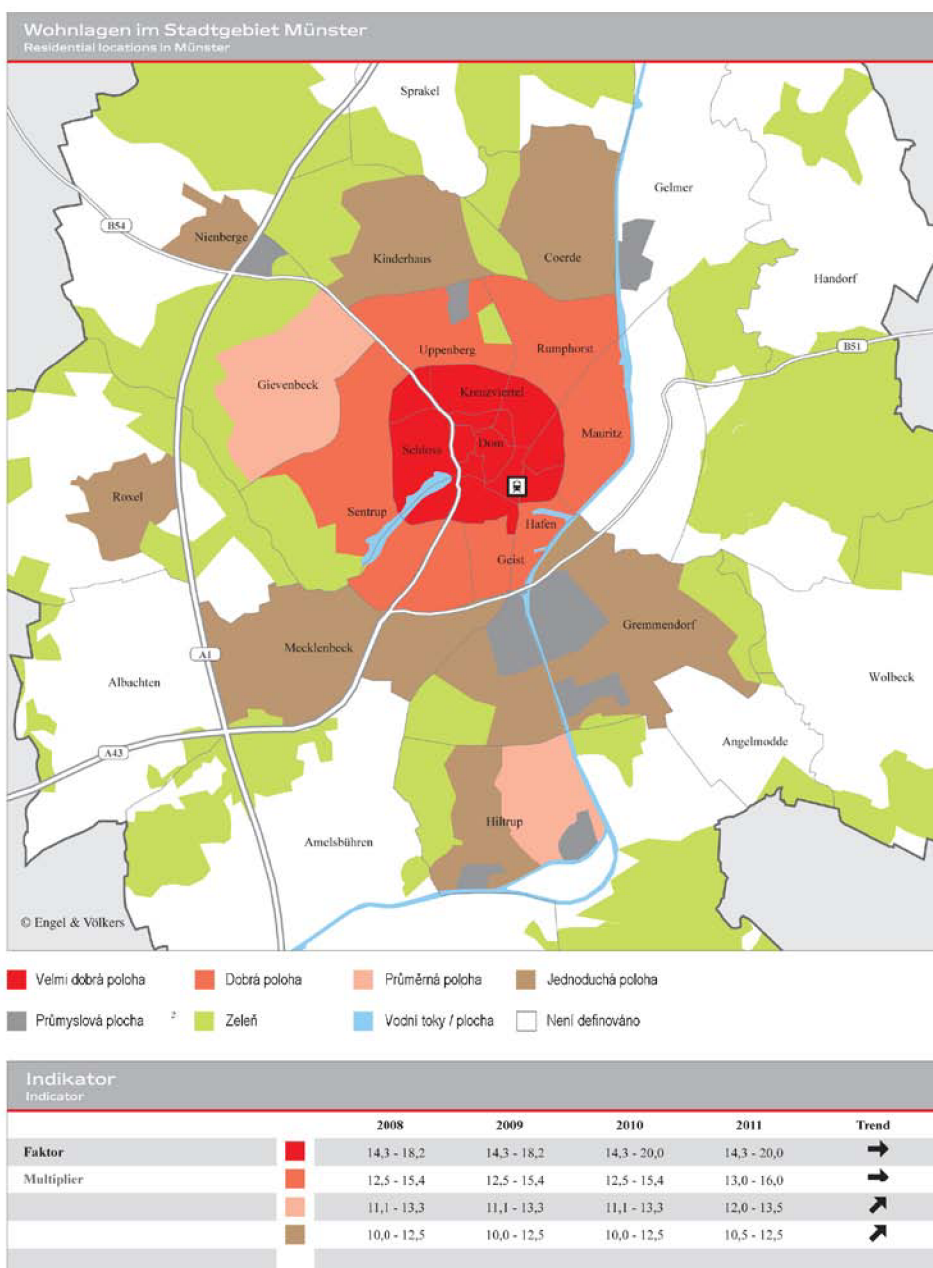 Wohnlagen im Stadtgebiet Münster
Residential locations in Münster
Sprakel
Gelmer
B54
Nienberge
Kinderhaus
Coerde
Handorf
B51
Uppenberg
Rumphorst
Gievenbeck
Kreuzviertel
Mauritz
Schloss
Dom
Roxel
Sentrup
Hafen
Geist
Gremmendorf
Mecklenbeck
A1
Wolbeck
Albachten
Angelmodde
A43
Hiltrup
Amelsbühren
© Engel & Völkers
Velmi dobrá poloha Dobrá poloha Průměrná poloha Jednoduchá poloha
Průmyslová plocha 2 Zeleň Vodní toky / plocha Není definováno
Indikator
Indicator
2008 2009 2010 2011 Trend
Faktor 14,3 - 18,2 14,3 - 18,2 14,3 - 20,0 14,3 - 20,0
Multiplier 12,5 - 15,4 12,5 - 15,4 12,5 - 15,4 13,0 - 16,0
11,1 - 13,3 11,1 - 13,3 11,1 - 13,3 12,0 - 13,5
10,0 - 12,5 10,0 - 12,5 10,0 - 12,5 10,5 - 12,5